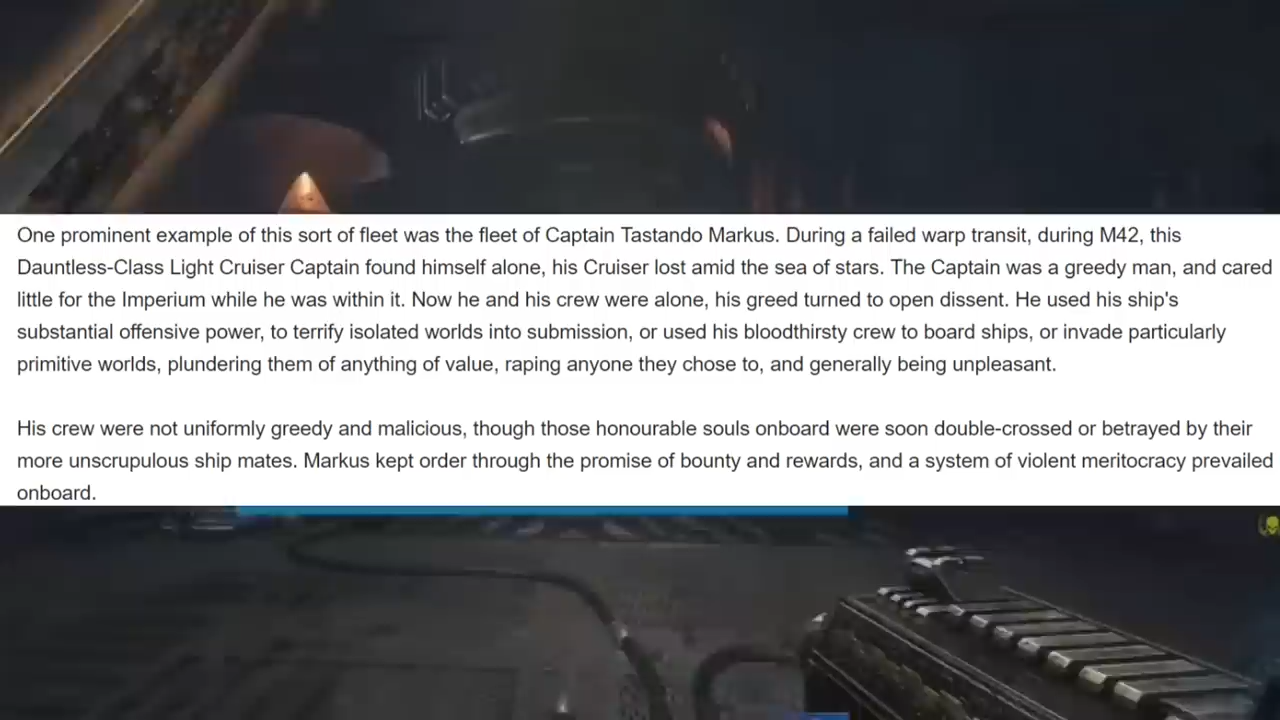 One prominent example of this sort of fleet was the fleet of Captain Tastando Markus. During a failed warp transit, during M42, this
Dauntless-Class Light Cruiser Captain found himself alone, his Cruiser lost amid the sea of stars. The Captain was a greedy man, and cared
little for the Imperium while he was within it. Now he and his crew were alone, his greed turned to open dissent. He used his ship's
substantial offensive power, to terrify isolated worlds into submission, or used his bloodthirsty crew to board ships, or invade particularly
primitive worlds, plundering them of anything of value, raping anyone they chose to, and generally being unpleasant.
His crew were not uniformly greedy and malicious, though those honourable souls onboard were soon double-crossed or betrayed by their
more unscrupulous ship mates. Markus kept order through the promise of bounty and rewards, and a system of violent meritocracy prevailed
onboard.